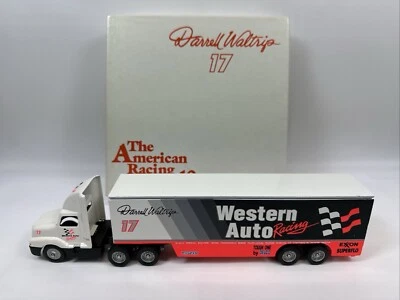 Darrell Waltrip
17
The
American
Racing
Darrell Waltrip
17
Western
Auto
Racing
EXXON
SUPERFLO